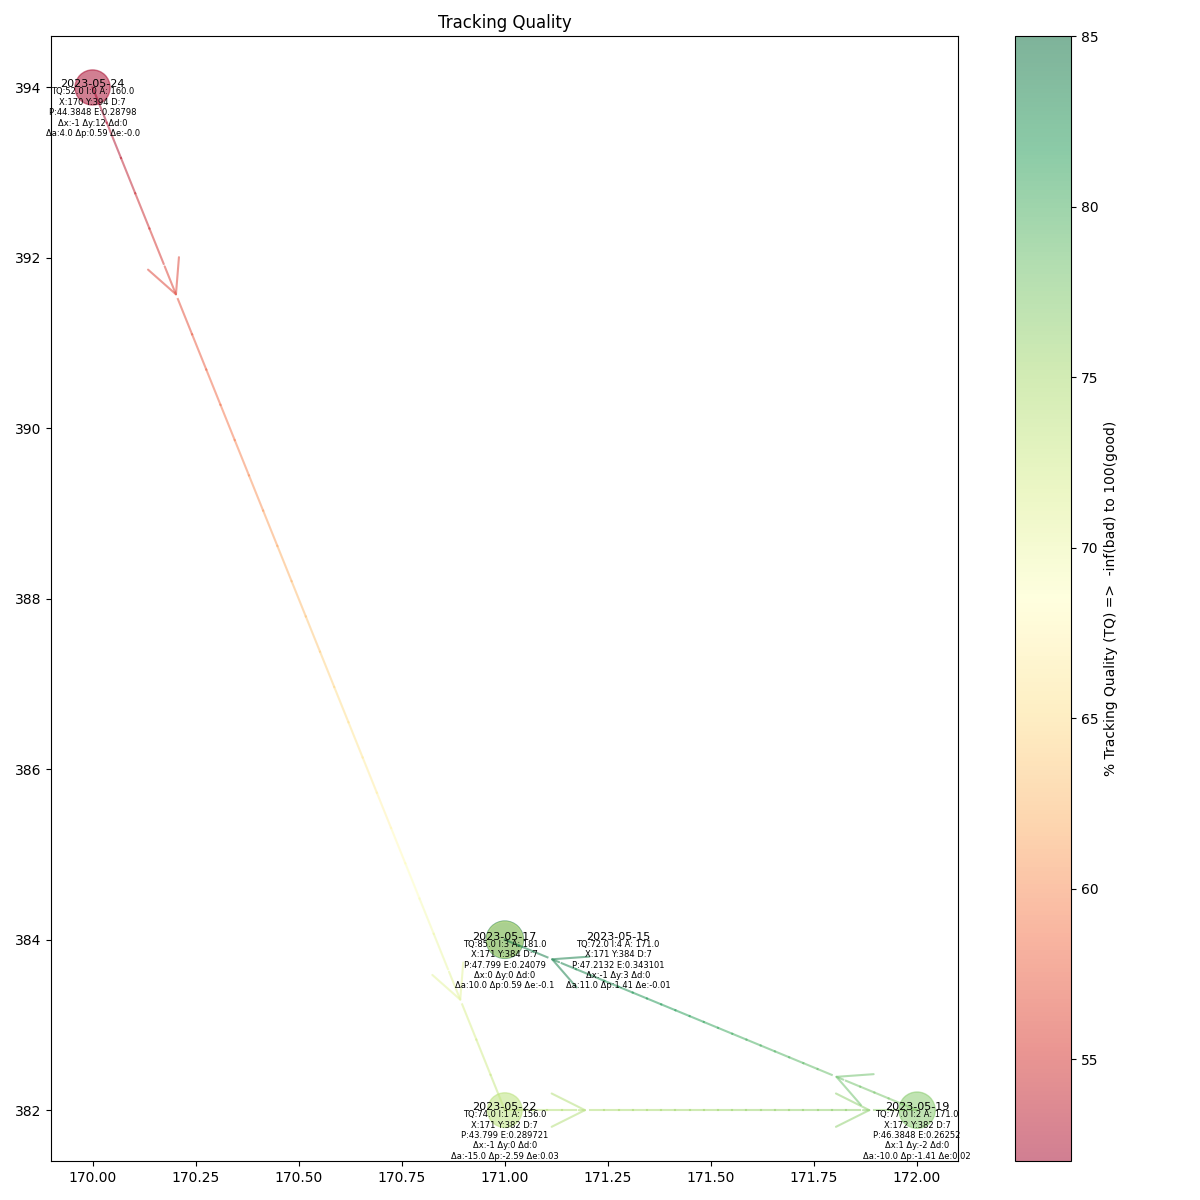 Tracking Quality
2023-05-24
TQ:52.0 I:0 A: 160.0
X:170 Y:394 D:7
P:44.3848 E:0.28798
Δx:-1 Δy:12 Δd:0
Δa:4.0 Δp:0.59 Δe:-0.0
2023-05-17
TQ:85.0 I:3 A: 181.0
X:171 Y:384 D:7
P:47.799 E:0.24079
Δx:0 Δy:0 Δd:0
Δa:10.0 Δp:0.59 Δe:-0.1
2023-05-15
TQ:72.0 I:4 A: 171.0
X:171 Y:384 D:7
P:47.2132 E:0.343101
Δx:-1 Δy:3 Δd:0
Δa:11.0 Δp:1.41 Δe:-0.01
2023-05-22
TQ:74.0 I:1 A: 156.0
X:171 Y:382 D:7
P:43.799 E:0.289721
Δx:-1 Δy:0 Δd:0
Δa:-15.0 Δp:-2.59 Δe:0.03
2023-05-19
TQ:77.0 I:2 A: 171.0
X:172 Y:382 D:7
P:46.3848 E:0.26252
Δx:1 Δy:-2 Δd:0
Δa:-10.0 Δp:-1.41 Δe:0.02
394
392
390
388
386
384
382
170.00
170.25
170.50
170.75
171.00
171.25
171.50
171.75
172.00
85
80
75
70
65
60
55
% Tracking Quality (TQ) => -inf(bad) to 100(good)